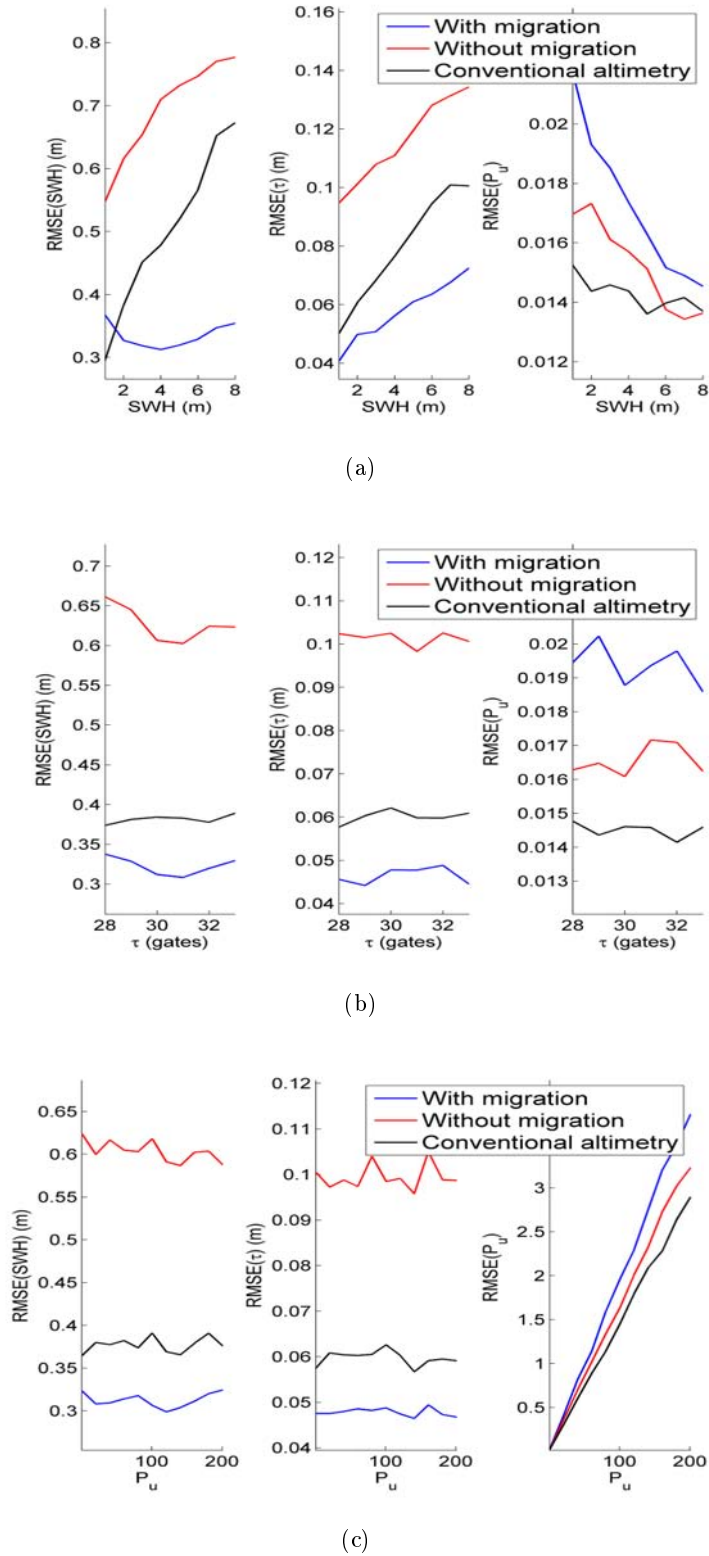 With migration
Without migration
Conventional altimetry
RMSE(SWH) (m)
0.8
0.7
0.6
0.5
0.4
0.3
2 4 6 8
SWH (m)
RMSE(τ) (m)
0.16
0.14
0.12
0.1
0.08
0.06
0.04
2 4 6 8
SWH (m)
RMSE(Pu)
0.02
0.018
0.016
0.014
0.012
2 4 6 8
SWH (m)
(a)
With migration
Without migration
Conventional altimetry
RMSE(SWH) (m)
0.7
0.65
0.6
0.55
0.5
0.45
0.4
0.35
0.3
28 30 32
τ (gates)
RMSE(τ) (m)
0.12
0.11
0.1
0.09
0.08
0.07
0.06
0.05
0.04
28 30 32
τ (gates)
RMSE(Pu)
0.02
0.019
0.018
0.017
0.016
0.015
0.014
0.013
28 30 32
τ (gates)
(b)
With migration
Without migration
Conventional altimetry
RMSE(SWH) (m)
0.65
0.6
0.55
0.5
0.45
0.4
0.35
0.3
100 200
Pu
RMSE(τ) (m)
0.12
0.11
0.1
0.09
0.08
0.07
0.06
0.05
0.04
100 200
Pu
RMSE(Pu)
3
2.5
2
1.5
1
0.5
100 200
Pu
(c)